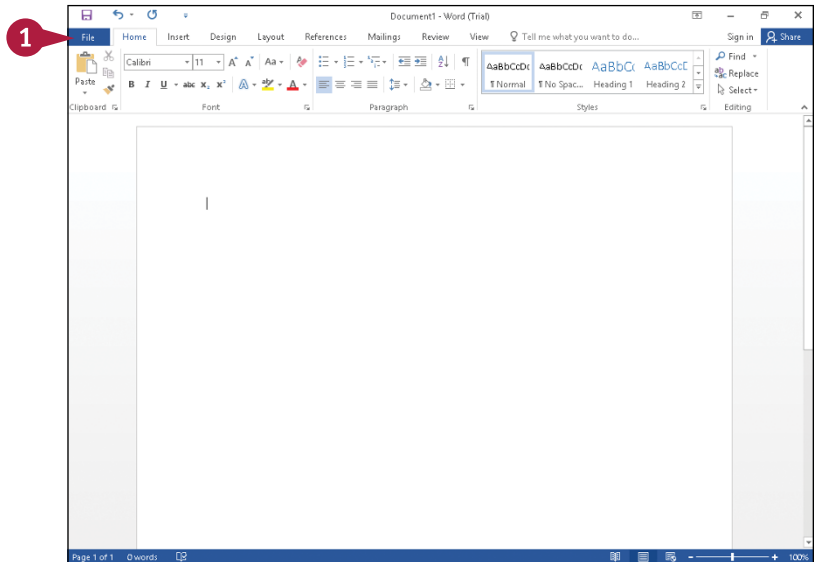 Document1 - Word (Trial)
1
File Home Insert Design Layout References Mailings Review View Tell me what you want to do... Sign in Share
Calibri 11 A A Aa AaBbCcDc AaBbCcDc AaBbCc AaBbCcC Find
Replace
Paste B I U abc x₂ x² A aby A ¶ Normal ¶ No Spac... Heading 1 Heading 2 Select
Clipboard Font Paragraph Styles Editing
Page 1 of 1 0 words 100%